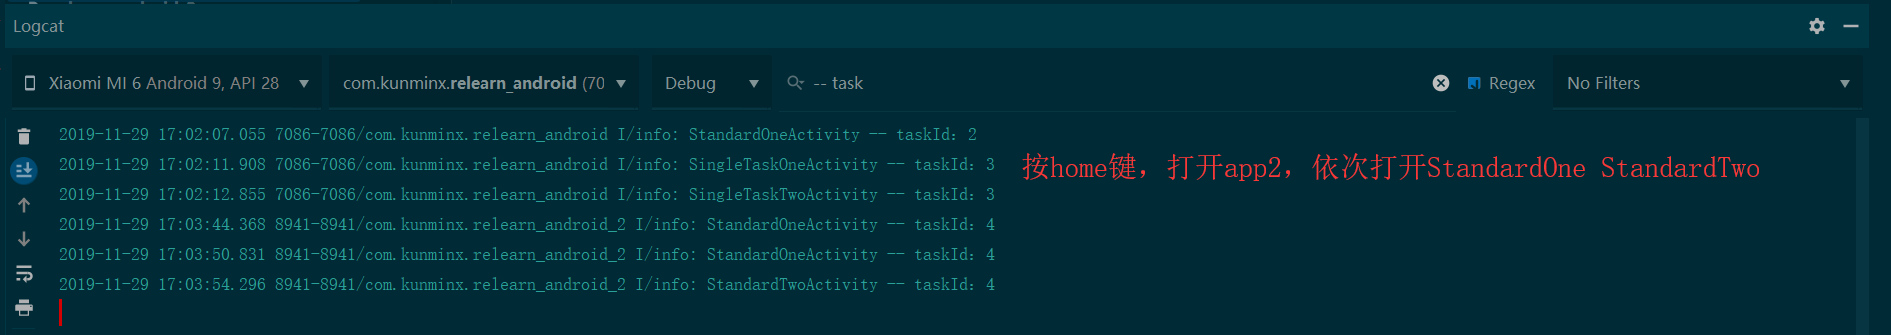 Logcat
Xiaomi MI 6 Android 9, API 28
com.kunminx.relearn_android (70
Debug
-- task
Regex
No Filters
2019-11-29 17:02:07.055 7086-7086/com.kunminx.relearn_android I/info: StandardOneActivity -- taskId：2
2019-11-29 17:02:11.908 7086-7086/com.kunminx.relearn_android I/info: SingleTaskOneActivity -- taskId：3
按home键，打开app2，依次打开StandardOne StandardTwo
2019-11-29 17:02:12.855 7086-7086/com.kunminx.relearn_android I/info: SingleTaskTwoActivity -- taskId：3
2019-11-29 17:03:44.368 8941-8941/com.kunminx.relearn_android_2 I/info: StandardOneActivity -- taskId：4
2019-11-29 17:03:50.831 8941-8941/com.kunminx.relearn_android_2 I/info: StandardOneActivity -- taskId：4
2019-11-29 17:03:54.296 8941-8941/com.kunminx.relearn_android_2 I/info: StandardTwoActivity -- taskId：4